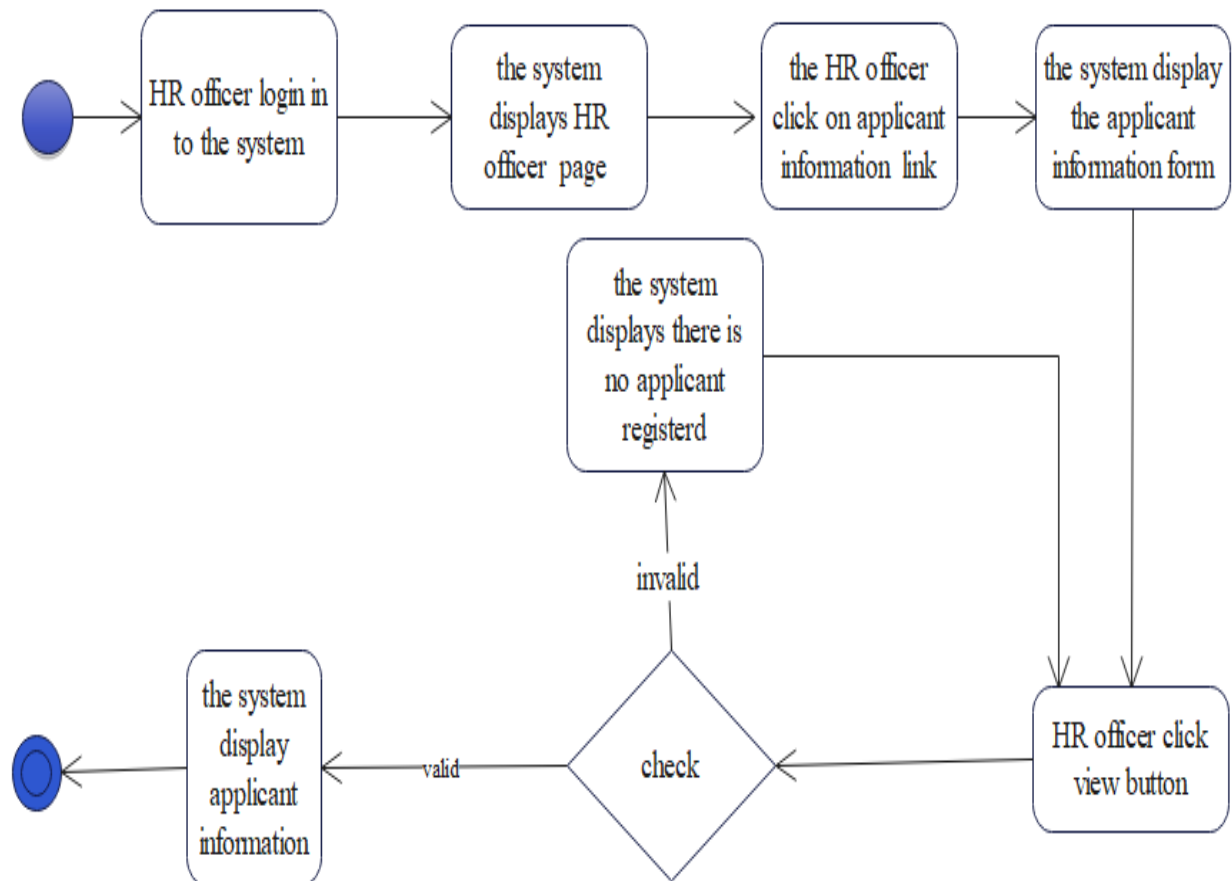 HR officer login in
to the system
the system
displays HR
officer page
the HR officer
click on applicant
information link
the system display
the applicant
information form
the system
displays there is
no applicant
registerd
invalid
the system
display
applicant
information
valid
check
HR officer click
view button